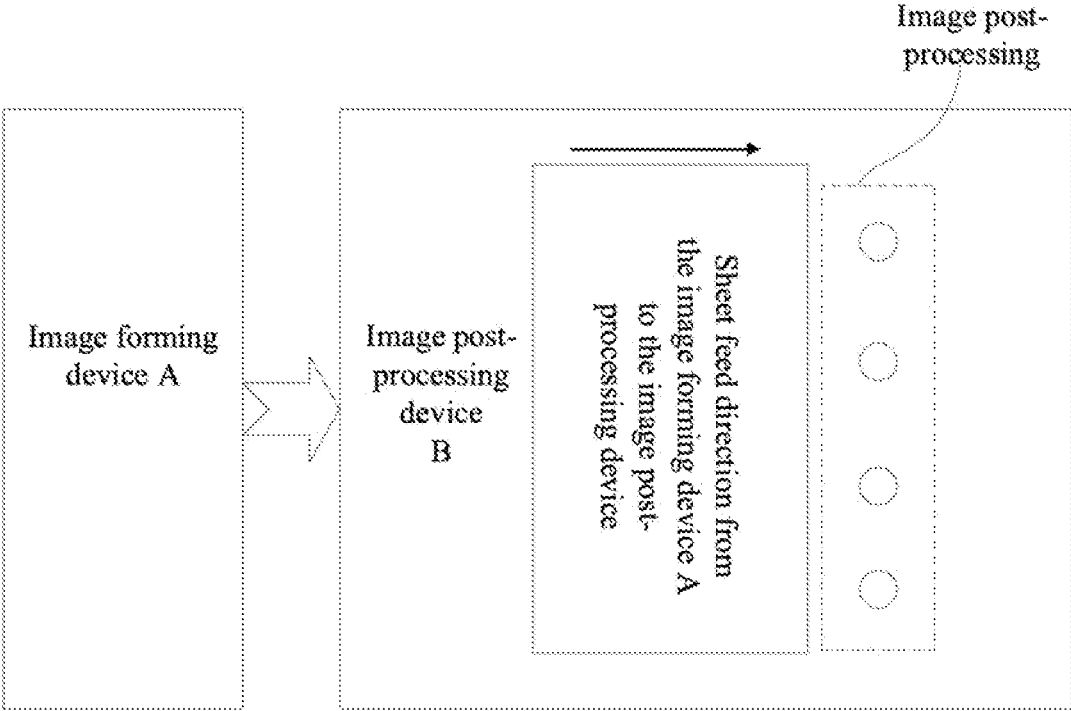 Image post-
processing
Image forming
device A
Image post-
processing
device
B
Sheet feed direction from
the image forming device A
to the image post-
processing device